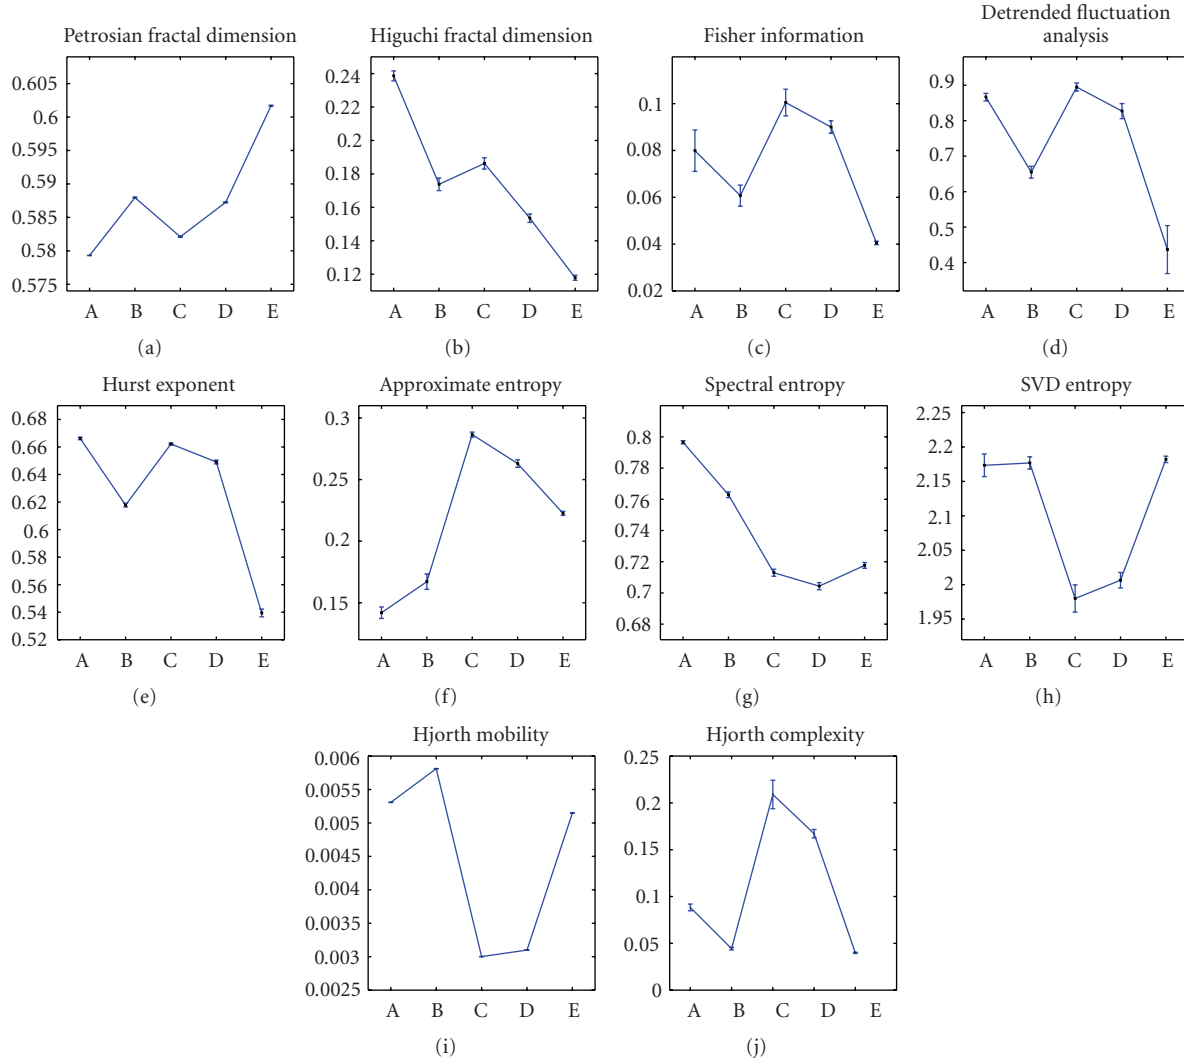 Petrosian fractal dimension
0.605
0.6
0.595
0.59
0.585
0.58
0.575
A B C D E
(a)
Higuchi fractal dimension
0.24
0.22
0.2
0.18
0.16
0.14
0.12
A B C D E
(b)
Fisher information
0.1
0.08
0.06
0.04
0.02
A B C D E
(c)
Detrended fluctuation
analysis
0.9
0.8
0.7
0.6
0.5
0.4
A B C D E
(d)
Hurst exponent
0.68
0.66
0.64
0.62
0.6
0.58
0.56
0.54
0.52
A B C D E
(e)
Approximate entropy
0.3
0.25
0.2
0.15
A B C D E
(f)
Spectral entropy
0.8
0.78
0.76
0.74
0.72
0.7
0.68
A B C D E
(g)
SVD entropy
2.25
2.2
2.15
2.1
2.05
2
1.95
A B C D E
(h)
Hjorth mobility
0.006
0.0055
0.005
0.0045
0.004
0.0035
0.003
0.0025
A B C D E
(i)
Hjorth complexity
0.25
0.2
0.15
0.1
0.05
0
A B C D E
(j)